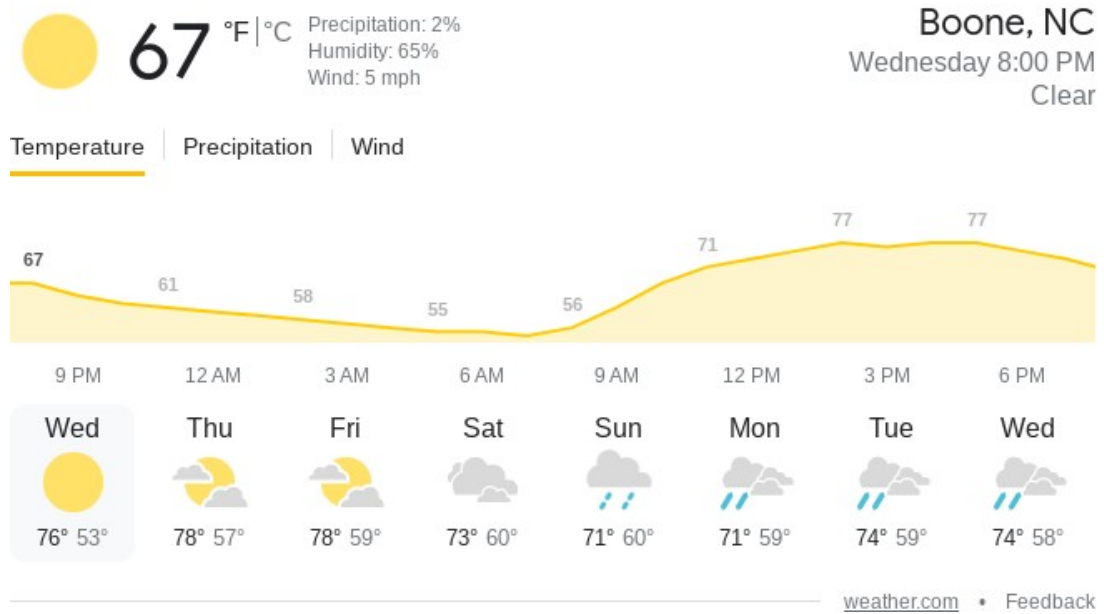 67 °F | °C
Precipitation: 2%
Humidity: 65%
Wind: 5 mph
Boone, NC
Wednesday 8:00 PM
Clear
Temperature | Precipitation | Wind
67 61 58 55 56 71 77 77
9 PM 12 AM 3 AM 6 AM 9 AM 12 PM 3 PM 6 PM
Wed Thu Fri Sat Sun Mon Tue Wed
76° 53° 78° 57° 78° 59° 73° 60° 71° 60° 71° 59° 74° 59° 74° 58°
weather.com • Feedback